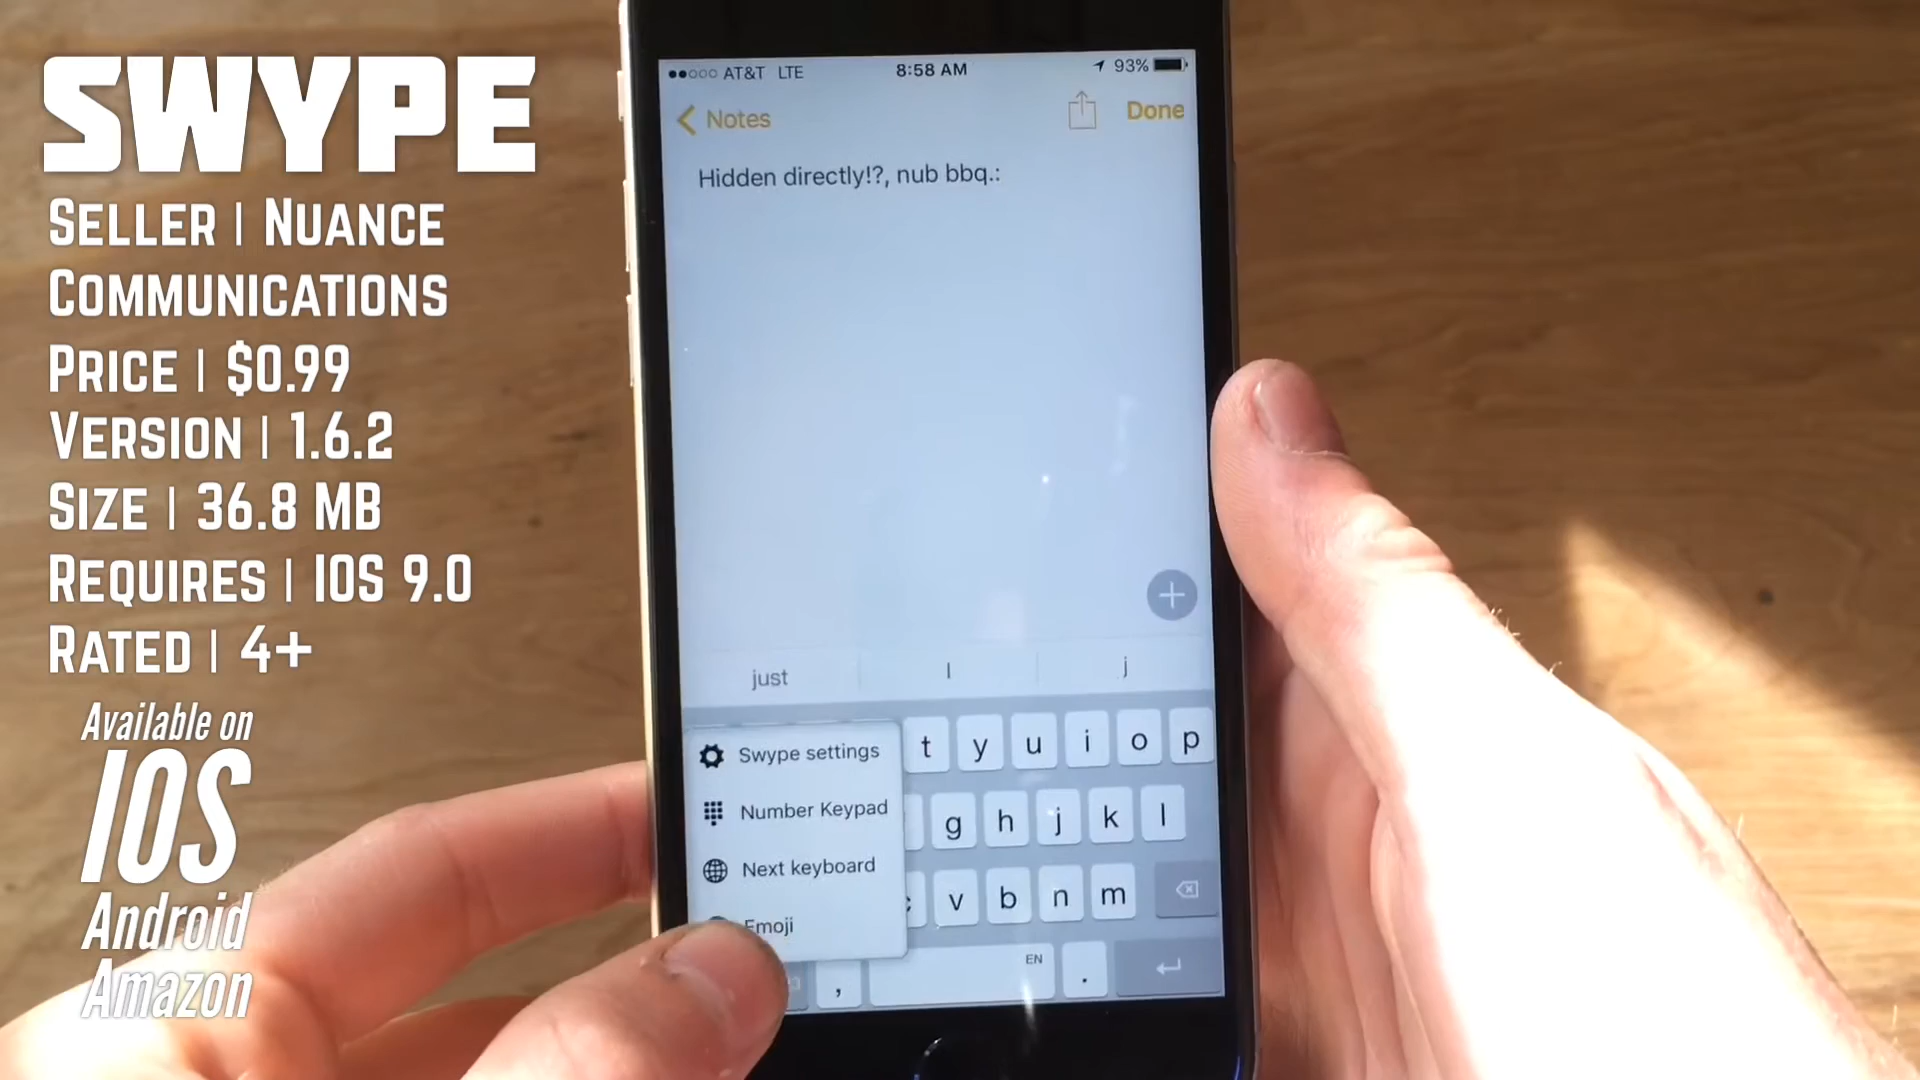 SWYPE
SELLER | NUANCE
COMMUNICATIONS
PRICE | $0.99
VERSION | 1.6.2
SIZE | 36.8 MB
REQUIRES | IOS 9.0
RATED | 4+
Available on
IOS
Android
Amazon
AT&T LTE 8:58 AM 93%
Notes Done
Hidden directly!?, nub bbq.:
just I j
Swype settings
Number Keypad
Next keyboard
Emoji
t y u i o p
g h j k l
v b n m
, EN .